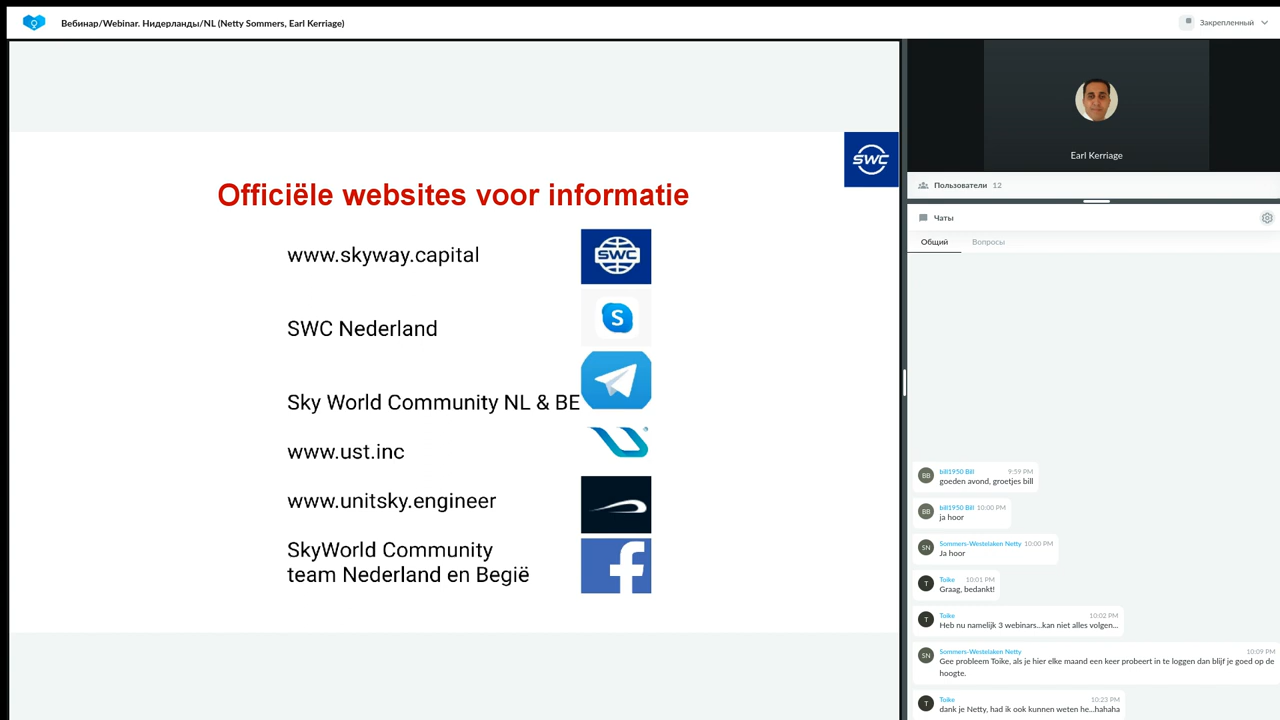 Вебинар/Webinar. Нидерланды/NL (Netty Sommers, Earl Kerriage)
Закрепленный
SWC
Officiële websites voor informatie
www.skyway.capital
SWC
SWC Nederland
S
Sky World Community NL & BE
www.ust.inc
www.unitsky.engineer
SkyWorld Community
team Nederland en Begië
Earl Kerriage
Пользователи 12
Чаты
Общий Вопросы
BB
bill1950 Bill 9:59 PM
goeden avond, groetjes bill
BB
bill1950 Bill 10:00 PM
ja hoor
SN
Sommers-Westelaken Netty 10:00 PM
Ja hoor
T
Toike 10:01 PM
Graag, bedankt!
T
Toike 10:02 PM
Heb nu namelijk 3 webinars...kan niet alles volgen...
SN
Sommers-Westelaken Netty 10:09 PM
Gee probleem Toike, als je hier elke maand een keer probeert in te loggen dan blijf je goed op de
hoogte.
T
Toike 10:23 PM
dank je Netty, had ik ook kunnen weten he...hahaha